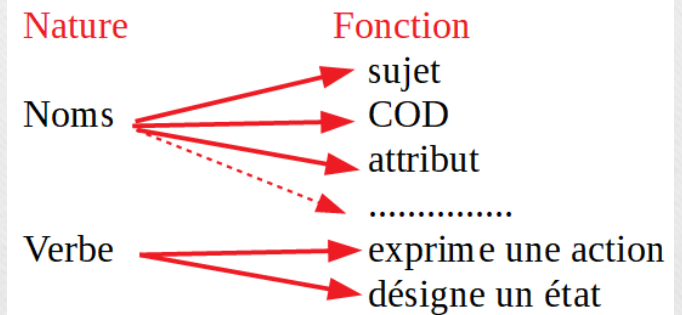 Nature Fonction
sujet
Noms COD
attribut
...............
Verbe exprime une action
désigne un état